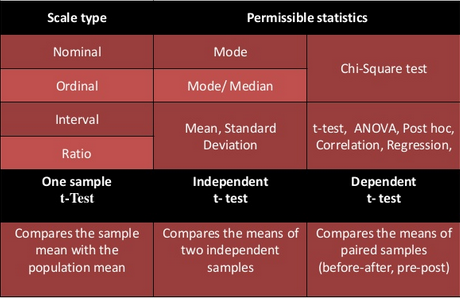 Scale type
Permissible statistics
Nominal
Mode
Chi-Square test
Ordinal
Mode/ Median
Interval
Mean, Standard
Deviation
t-test, ANOVA, Post hoc,
Correlation, Regression,
Ratio
One sample
t-Test
Independent
t- test
Dependent
t- test
Compares the sample
mean with the
population mean
Compares the means of
two independent
samples
Compares the means of
paired samples
(before-after, pre-post)